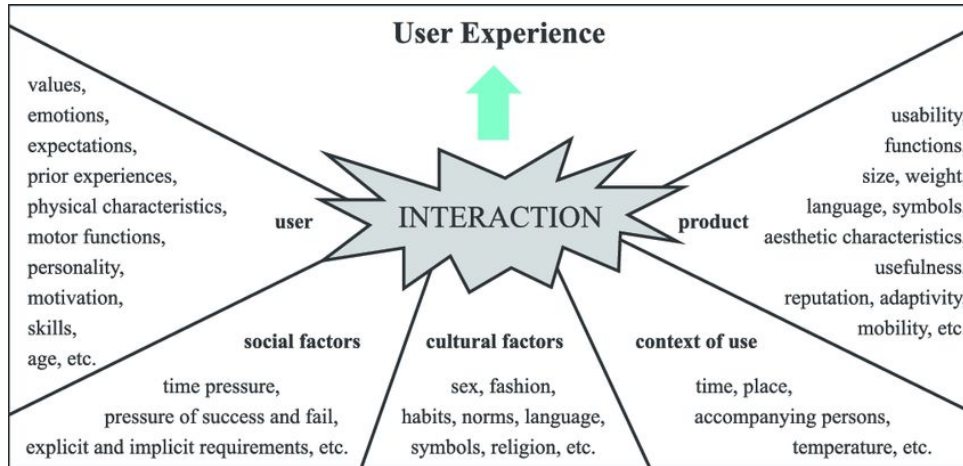 User Experience
values,
emotions,
expectations,
prior experiences,
physical characteristics,
motor functions,
personality,
motivation,
skills,
age, etc.
user
INTERACTION
product
usability,
functions,
size, weight,
language, symbols,
aesthetic characteristics,
usefulness,
reputation, adaptivity,
mobility, etc.
social factors
time pressure,
pressure of success and fail,
explicit and implicit requirements, etc.
cultural factors
sex, fashion,
habits, norms, language,
symbols, religion, etc.
context of use
time, place,
accompanying persons,
temperature, etc.